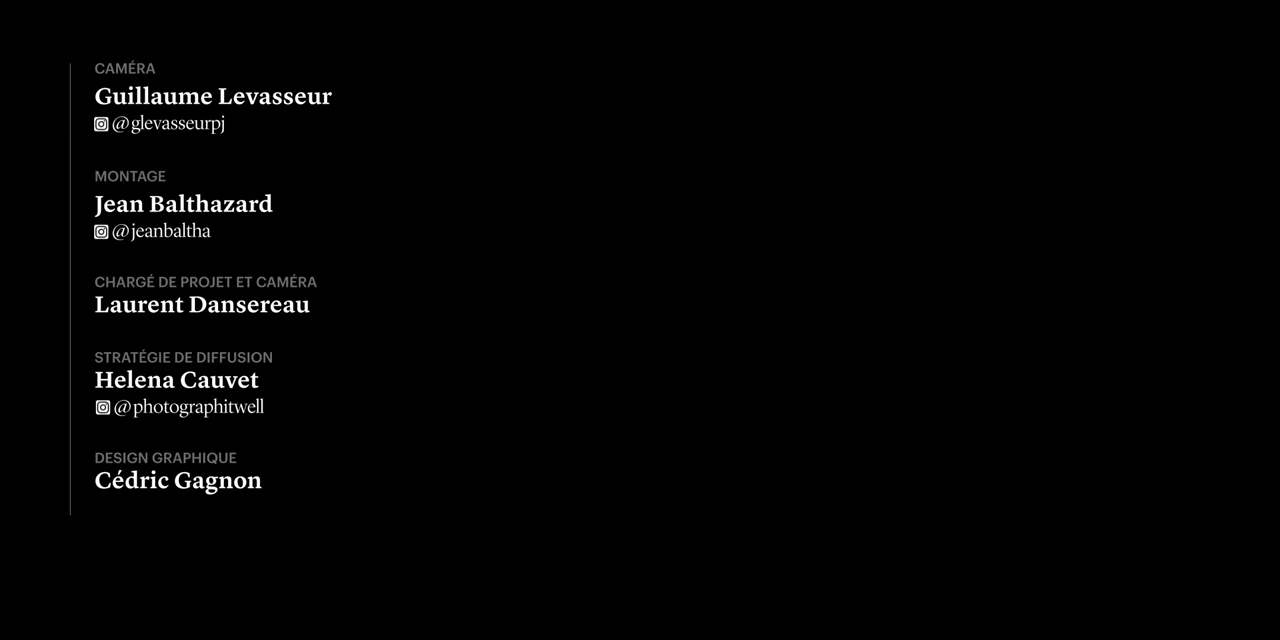 CAMÉRA
Guillaume Levasseur
@glevasseurpj
MONTAGE
Jean Balthazard
@jeanbaltha
CHARGÉ DE PROJET ET CAMÉRA
Laurent Dansereau
STRATÉGIE DE DIFFUSION
Helena Cauvet
@photographitwell
DESIGN GRAPHIQUE
Cédric Gagnon